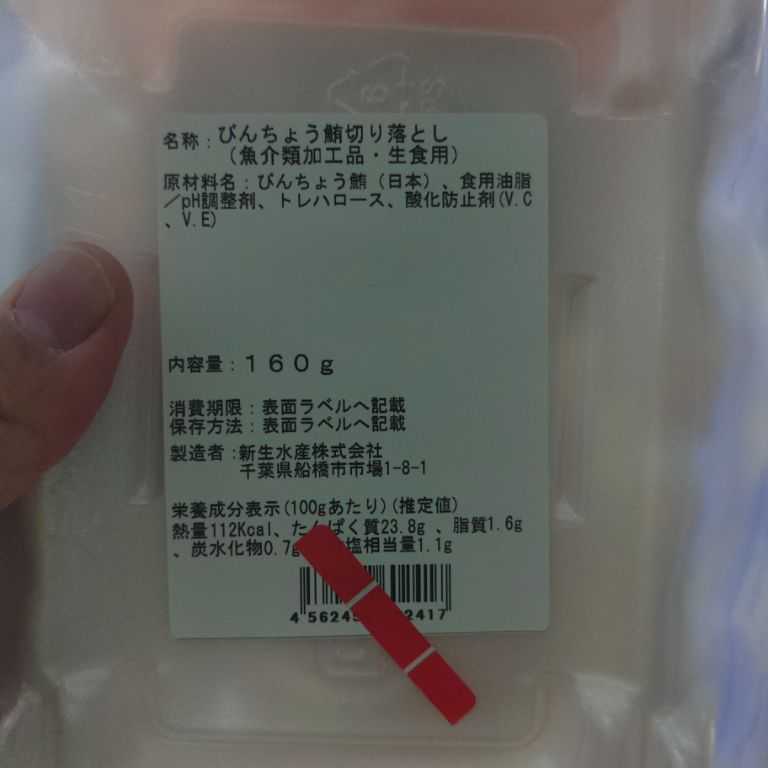 名称：びんちょう鮪切り落とし
（魚介類加工品・生食用）
原材料名：びんちょう鮪（日本）、食用油脂
／pH調整剤、トレハロース、酸化防止剤(V.C
、V.E)
内容量：１６０ｇ
消費期限：表面ラベルへ記載
保存方法：表面ラベルへ記載
製造者：新生水産株式会社
千葉県船橋市市場1-8-1
栄養成分表示(100gあたり)(推定値)
熱量112Kcal、たんぱく質23.8g 、脂質1.6g
、炭水化物0.7g 塩相当量1.1g
4 56245 2417